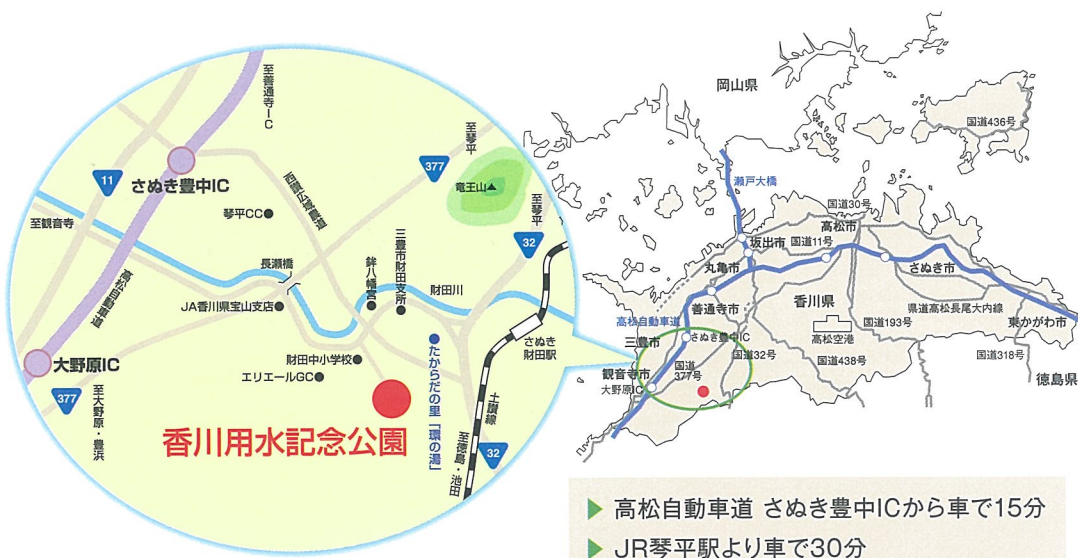 至善通寺IC
11
さぬき豊中IC
至観音寺
琴平CC
西讃広域農道
377
至琴平
竜王山
至琴平
32
高松自動車道
長瀬橋
JA香川県宝山支店
鉾八幡宮
三豊市財田支所
財田川
さぬき財田駅
大野原IC
377
至大野原・豊浜
財田中小学校
エリエールGC
たからだの里「環の湯」
土讃線
至徳島・池田
32
香川用水記念公園
岡山県
国道436号
瀬戸大橋
国道30号
高松市
坂出市
国道11号
丸亀市
さぬき市
善通寺市
香川県
県道高松長尾大内線
東かがわ市
高松自動車道
三豊市
さぬき豊中IC
高松空港
国道193号
国道32号
国道438号
国道318号
観音寺市
大野原IC
国道377号
徳島県
高松自動車道 さぬき豊中ICから車で15分
JR琴平駅より車で30分